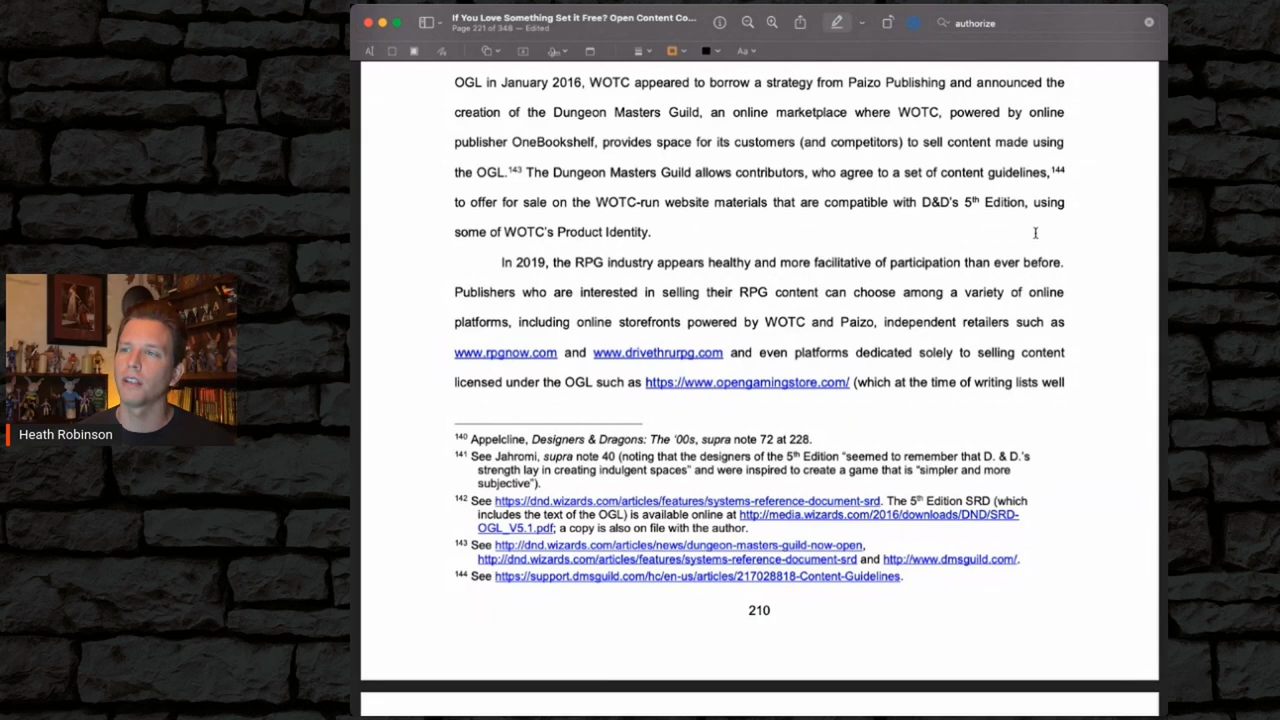 If You Love Something Set it Free? Open Content Co...
Page 221 of 348 — Edited
authorize
Aa
OGL in January 2016, WOTC appeared to borrow a strategy from Paizo Publishing and announced the
creation of the Dungeon Masters Guild, an online marketplace where WOTC, powered by online
publisher OneBookshelf, provides space for its customers (and competitors) to sell content made using
the OGL.¹⁴³ The Dungeon Masters Guild allows contributors, who agree to a set of content guidelines,¹⁴⁴
to offer for sale on the WOTC-run website materials that are compatible with D&D's 5th Edition, using
some of WOTC's Product Identity.
In 2019, the RPG industry appears healthy and more facilitative of participation than ever before.
Publishers who are interested in selling their RPG content can choose among a variety of online
platforms, including online storefronts powered by WOTC and Paizo, independent retailers such as
www.rpgnow.com and www.drivethrurpg.com and even platforms dedicated solely to selling content
licensed under the OGL such as https://www.opengamingstore.com/ (which at the time of writing lists well
¹⁴⁰ Appelcline, Designers & Dragons: The '00s, supra note 72 at 228.
¹⁴¹ See Jahromi, supra note 40 (noting that the designers of the 5th Edition "seemed to remember that D. & D.'s
strength lay in creating indulgent spaces" and were inspired to create a game that is "simpler and more
subjective").
¹⁴² See https://dnd.wizards.com/articles/features/systems-reference-document-srd. The 5th Edition SRD (which
includes the text of the OGL) is available online at http://media.wizards.com/2016/downloads/DND/SRD-
OGL_V5.1.pdf; a copy is also on file with the author.
¹⁴³ See http://dnd.wizards.com/articles/news/dungeon-masters-guild-now-open,
http://dnd.wizards.com/articles/features/systems-reference-document-srd and http://www.dmsguild.com/.
¹⁴⁴ See https://support.dmsguild.com/hc/en-us/articles/217028818-Content-Guidelines.
210
Heath Robinson